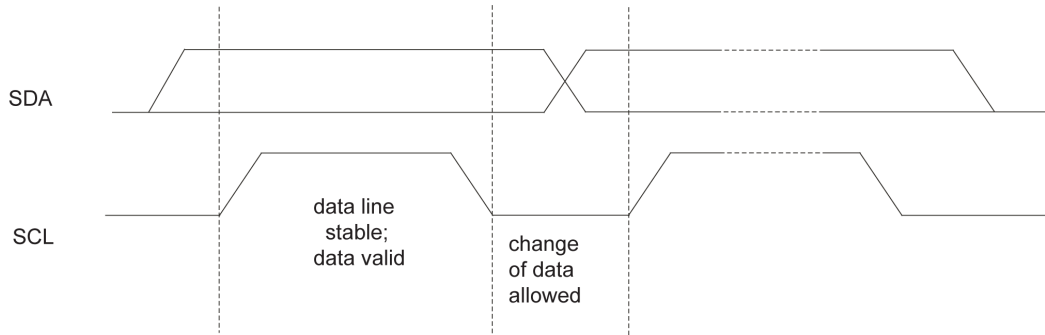 SDA
SCL
data line
stable;
data valid
change
of data
allowed